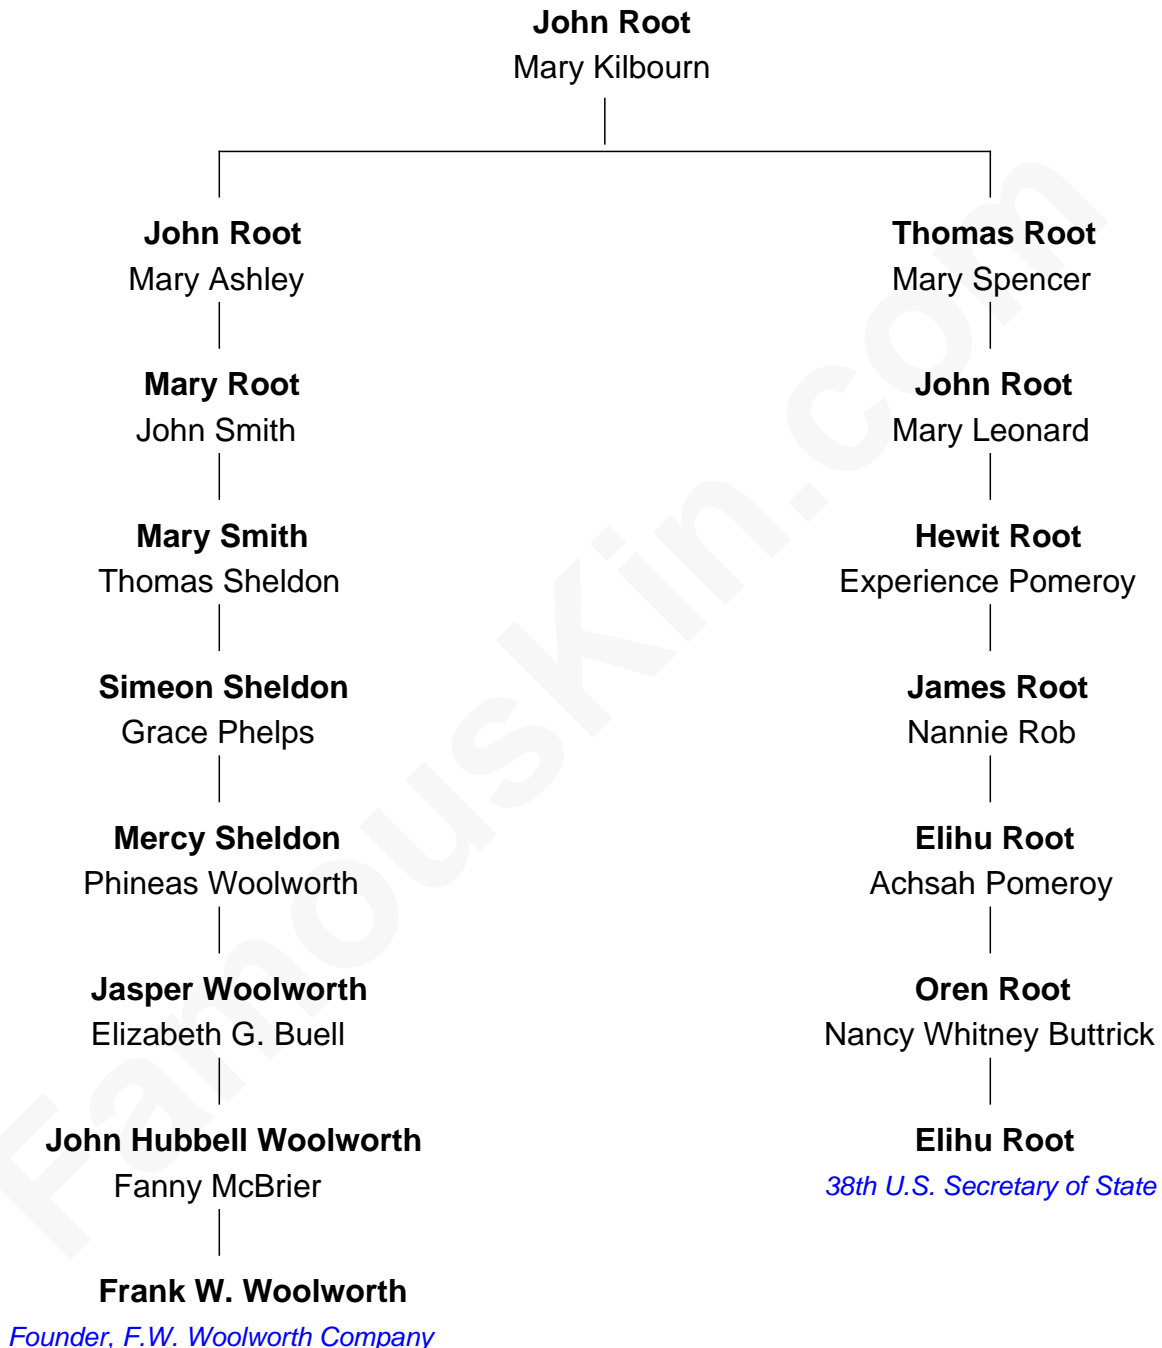 John Root
Mary Kilbourn
John Root
Mary Ashley
Thomas Root
Mary Spencer
Mary Root
John Smith
John Root
Mary Leonard
Mary Smith
Thomas Sheldon
Hewit Root
Experience Pomeroy
Simeon Sheldon
Grace Phelps
James Root
Nannie Rob
Mercy Sheldon
Phineas Woolworth
Elihu Root
Achsah Pomeroy
Jasper Woolworth
Elizabeth G. Buell
Oren Root
Nancy Whitney Buttrick
John Hubbell Woolworth
Fanny McBrier
Elihu Root
38th U.S. Secretary of State
Frank W. Woolworth
Founder, F.W. Woolworth Company
FamousKin.com